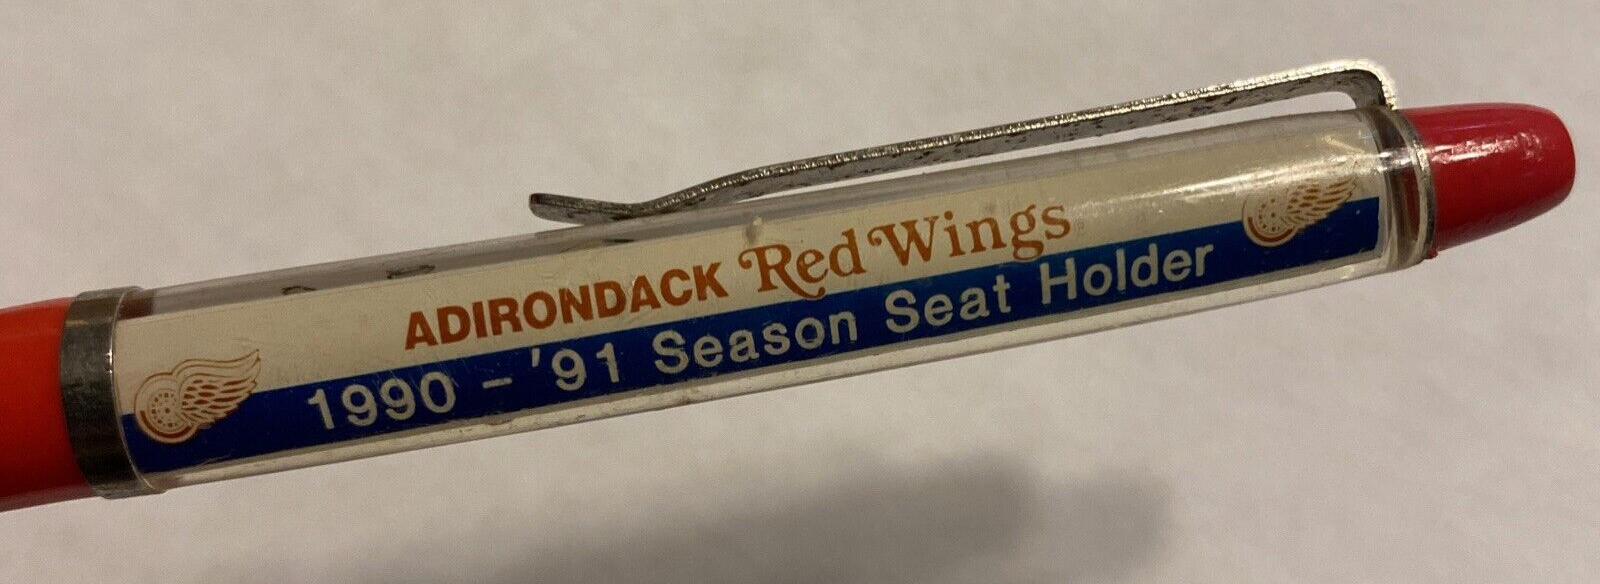 ADIRONDACK Red Wings
1990 - '91 Season Seat Holder